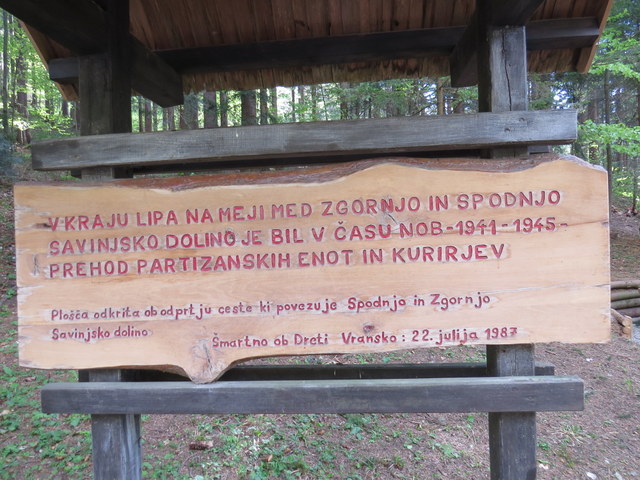 V KRAJU LIPA NA MEJI MED ZGORNJO IN SPODNJO
SAVINJSKO DOLINO JE BIL V ČASU NOB-1941-1945-
PREHOD PARTIZANSKIH ENOT IN KURIRJEV
Plošča odkrita ob odprtju ceste ki povezuje Spodnjo in Zgornjo
Savinjsko dolino
Šmartno ob Dreti Vransko : 22. julija 1987